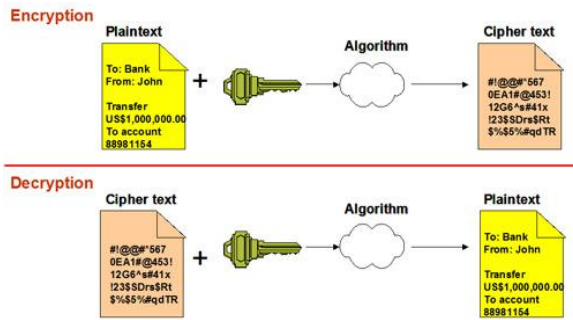 Encryption
Plaintext
To: Bank
From: John
Transfer
US$1,000,000.00
To account
88981154
+
Algorithm
Cipher text
#!@@#*567
0EA1#@453!
12G6^s#41x
!23$SDrs$Rt
$%$5%#qdTR
Decryption
Cipher text
#!@@#*567
0EA1#@453!
12G6^s#41x
!23$SDrs$Rt
$%$5%#qdTR
+
Algorithm
Plaintext
To: Bank
From: John
Transfer
US$1,000,000.00
To account
88981154